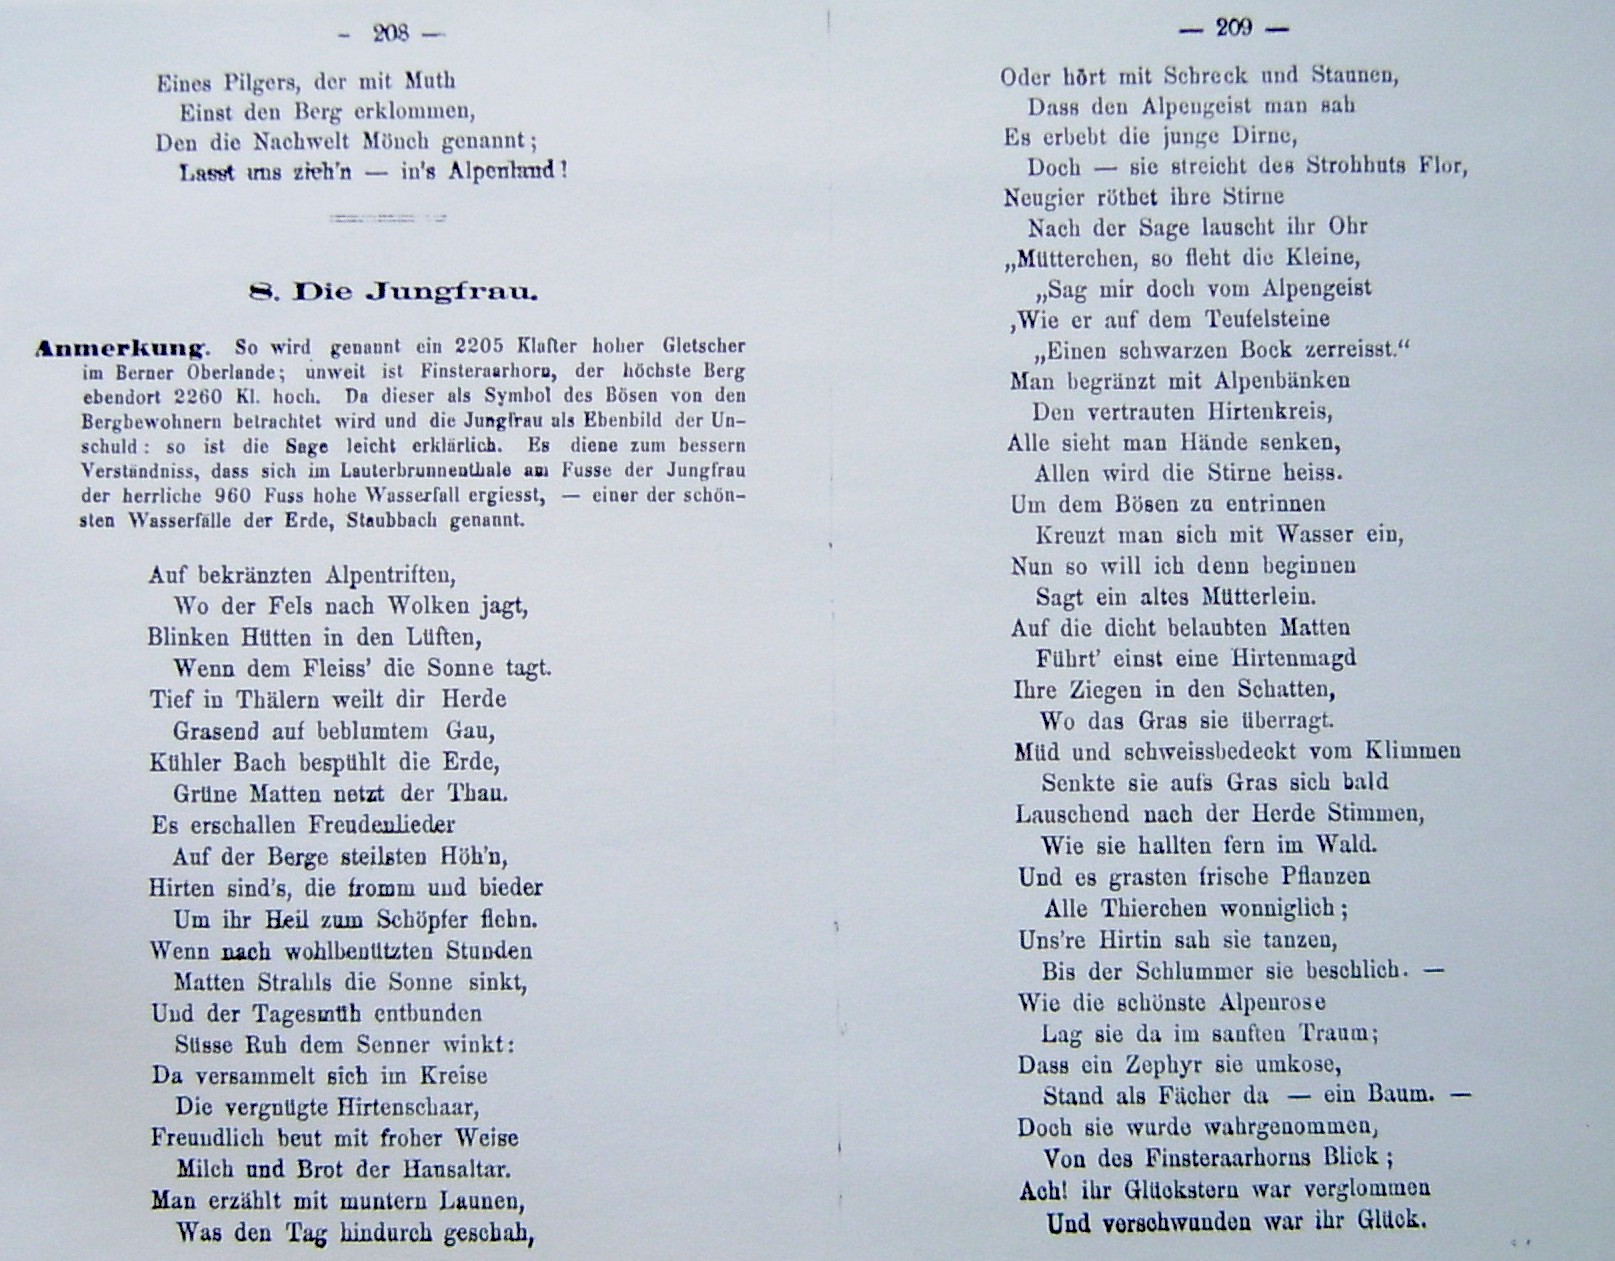 - 208 —
Eines Pilgers, der mit Muth
Einst den Berg erklommen,
Den die Nachwelt Mönch genannt;
Lasst uns zieh'n — in's Alpenland!
8. Die Jungfrau.
Anmerkung. So wird genannt ein 2205 Klafter hoher Gletscher
im Berner Oberlande; unweit ist Finsteraarhorn, der höchste Berg
ebendort 2260 Kl. hoch. Da dieser als Symbol des Bösen von den
Bergbewohnern betrachtet wird und die Jungfrau als Ebenbild der Un-
schuld: so ist die Sage leicht erklärlich. Es diene zum bessern
Verständniss, dass sich im Lauterbrunnenthale am Fusse der Jungfrau
der herrliche 960 Fuss hohe Wasserfall ergiesst, — einer der schön-
sten Wasserfälle der Erde, Staubbach genannt.
Auf bekränzten Alpentriften,
Wo der Fels nach Wolken jagt,
Blinken Hütten in den Lüften,
Wenn dem Fleiss' die Sonne tagt.
Tief in Thälern weilt dir Herde
Grasend auf beblumtem Gau,
Kühler Bach bespühlt die Erde,
Grüne Matten netzt der Thau.
Es erschallen Freudenlieder
Auf der Berge steilsten Höh'n,
Hirten sind's, die fromm und bieder
Um ihr Heil zum Schöpfer flehn.
Wenn nach wohlbenützten Stunden
Matten Strahls die Sonne sinkt,
Und der Tagesmüh entbunden
Süsse Ruh dem Senner winkt:
Da versammelt sich im Kreise
Die vergnügte Hirtenschaar,
Freundlich beut mit froher Weise
Milch und Brot der Hausaltar.
Man erzählt mit muntern Launen,
Was den Tag hindurch geschah,
— 209 —
Oder hört mit Schreck und Staunen,
Dass den Alpengeist man sah
Es erbebt die junge Dirne,
Doch — sie streicht des Strohhuts Flor,
Neugier röthet ihre Stirne
Nach der Sage lauscht ihr Ohr
„Mütterchen, so fleht die Kleine,
„Sag mir doch vom Alpengeist
‚Wie er auf dem Teufelsteine
„Einen schwarzen Bock zerreisst.“
Man begränzt mit Alpenbänken
Den vertrauten Hirtenkreis,
Alle sieht man Hände senken,
Allen wird die Stirne heiss.
Um dem Bösen zu entrinnen
Kreuzt man sich mit Wasser ein,
Nun so will ich denn beginnen
Sagt ein altes Mütterlein.
Auf die dicht belaubten Matten
Führt' einst eine Hirtenmagd
Ihre Ziegen in den Schatten,
Wo das Gras sie überragt.
Müd und schweissbedeckt vom Klimmen
Senkte sie aufs Gras sich bald
Lauschend nach der Herde Stimmen,
Wie sie hallten fern im Wald.
Und es grasten frische Pflanzen
Alle Thierchen wonniglich;
Uns're Hirtin sah sie tanzen,
Bis der Schlummer sie beschlich. —
Wie die schönste Alpenrose
Lag sie da im sanften Traum;
Dass ein Zephyr sie umkose,
Stand als Fächer da — ein Baum. —
Doch sie wurde wahrgenommen,
Von des Finsteraarhorns Blick;
Ach! ihr Glückstern war verglommen
Und verschwunden war ihr Glück.